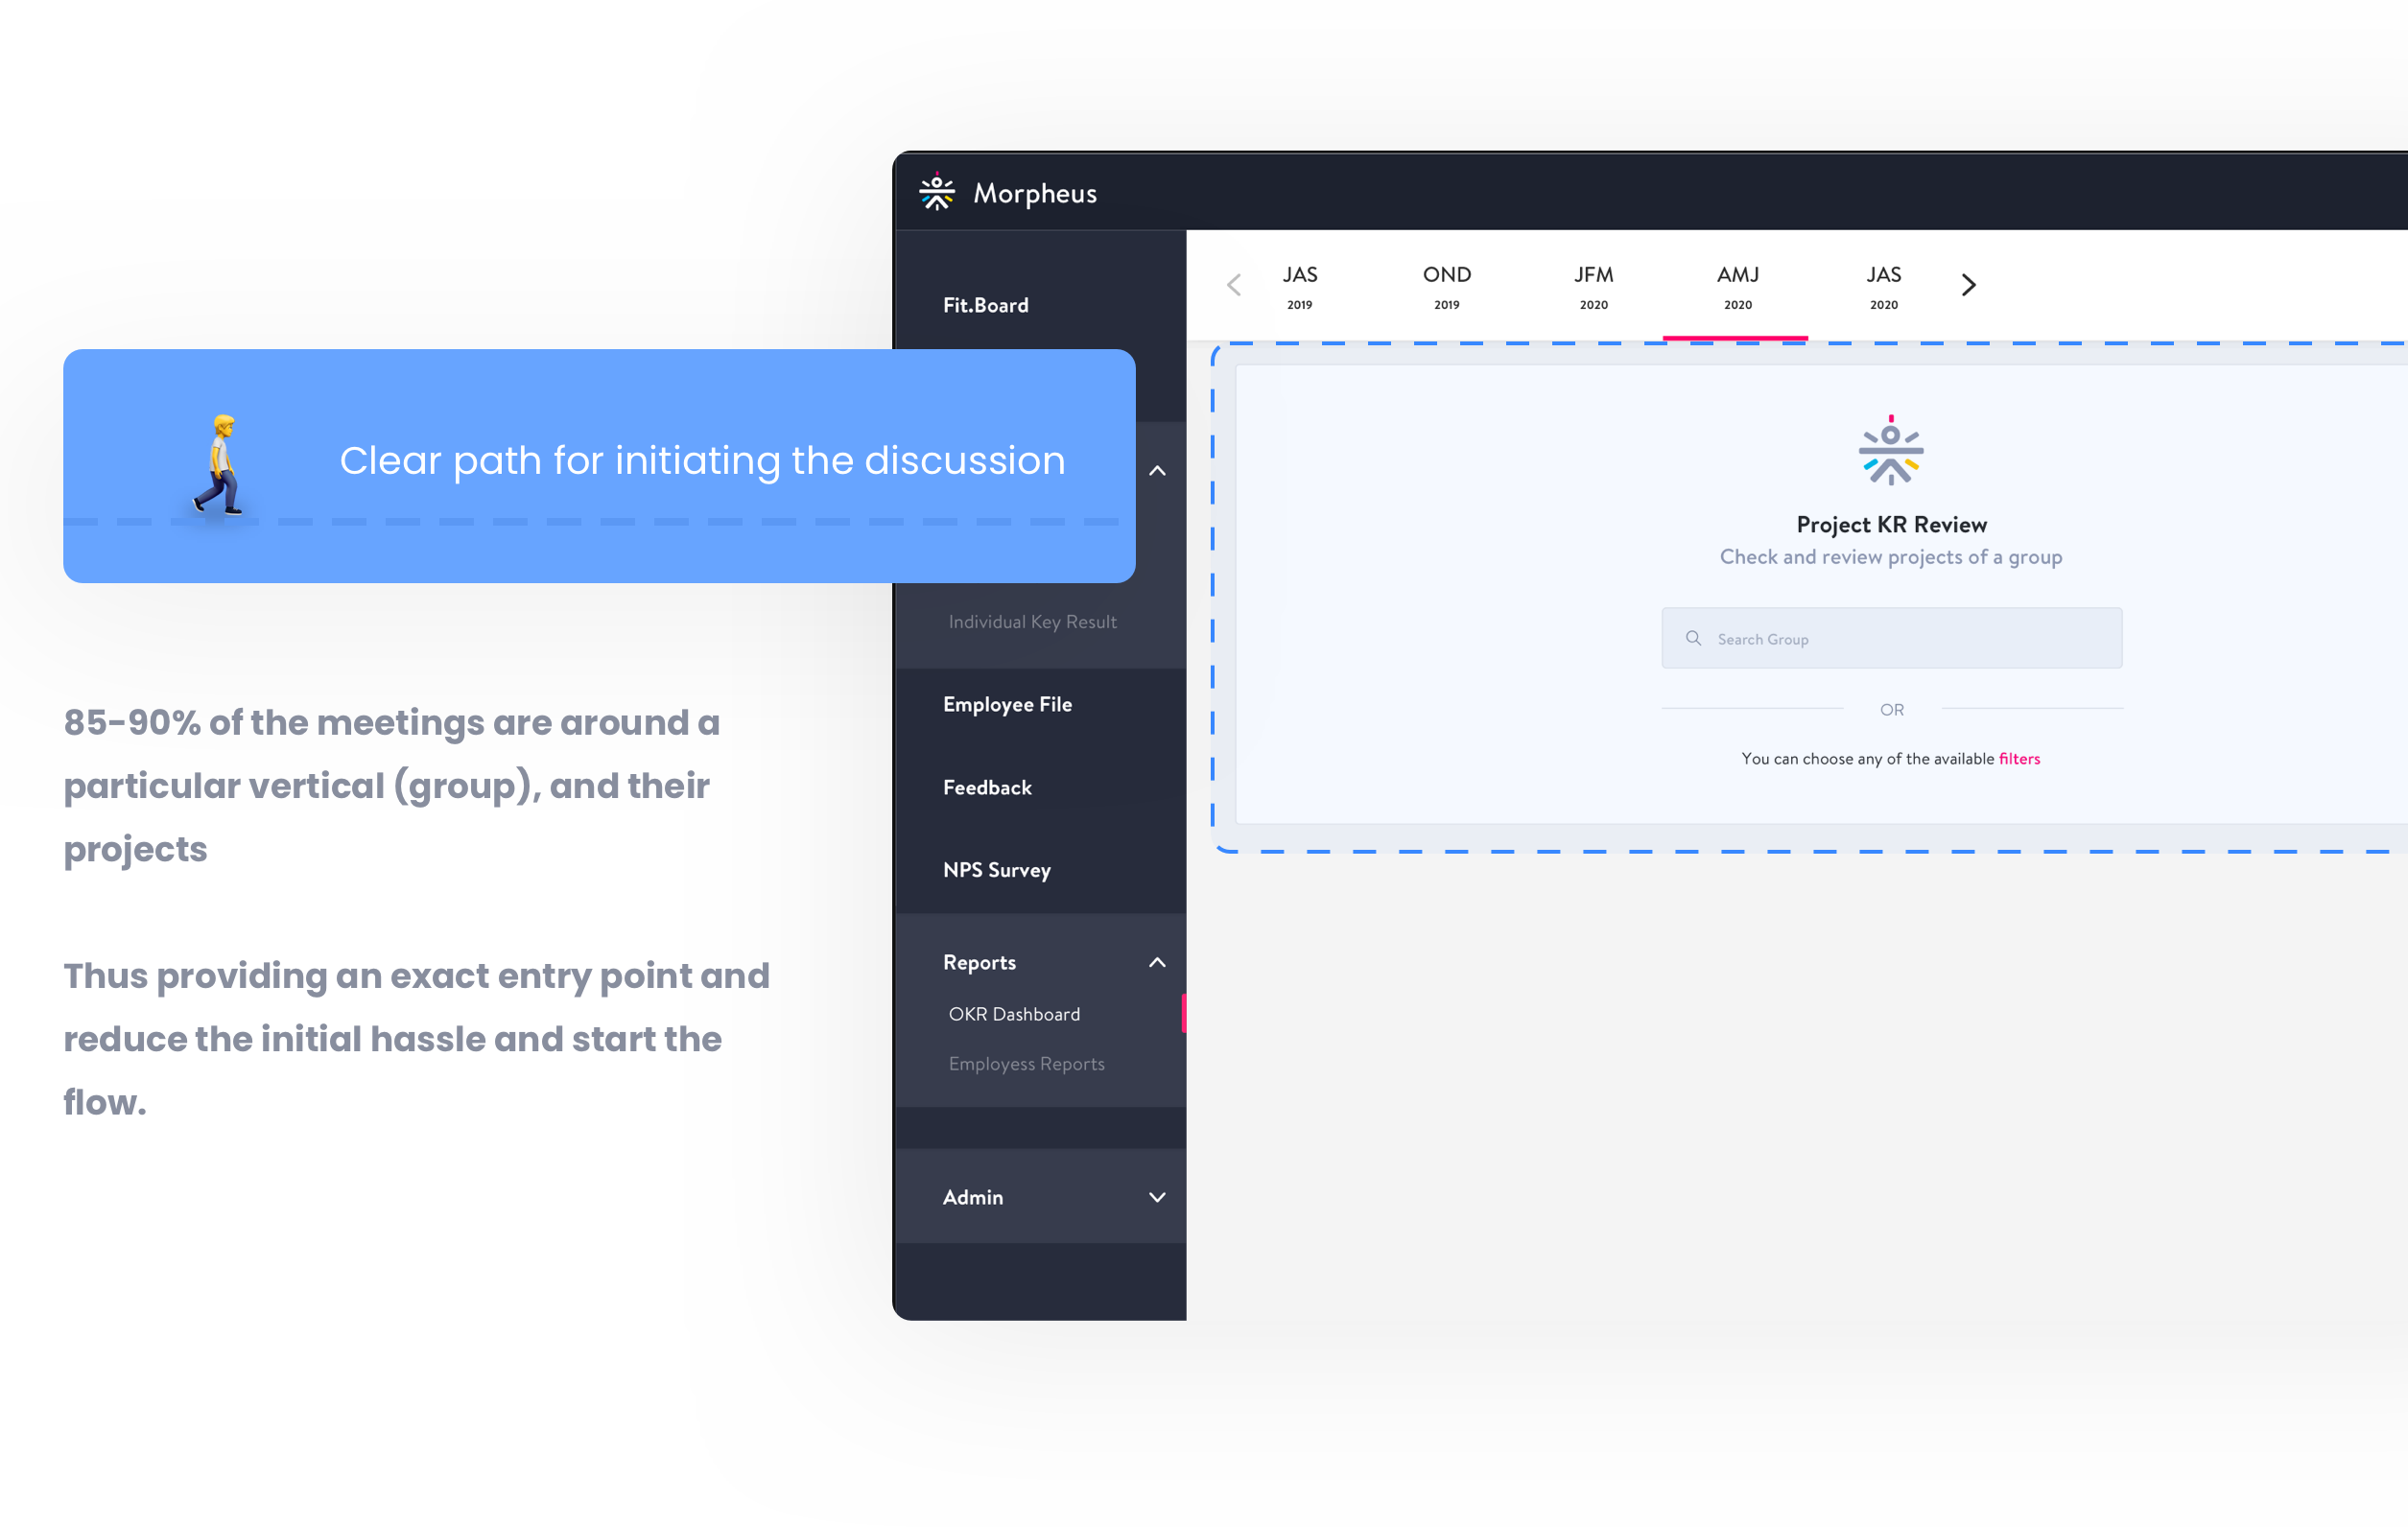 Morpheus
Fit.Board
JAS
2019
OND
2019
JFM
2020
AMJ
2020
JAS
2020
Clear path for initiating the discussion
Individual Key Result
Employee File
Feedback
NPS Survey
Reports
OKR Dashboard
Employess Reports
Admin
Project KR Review
Check and review projects of a group
Search Group
OR
You can choose any of the available filters
85-90% of the meetings are around a
particular vertical (group), and their
projects
Thus providing an exact entry point and
reduce the initial hassle and start the
flow.